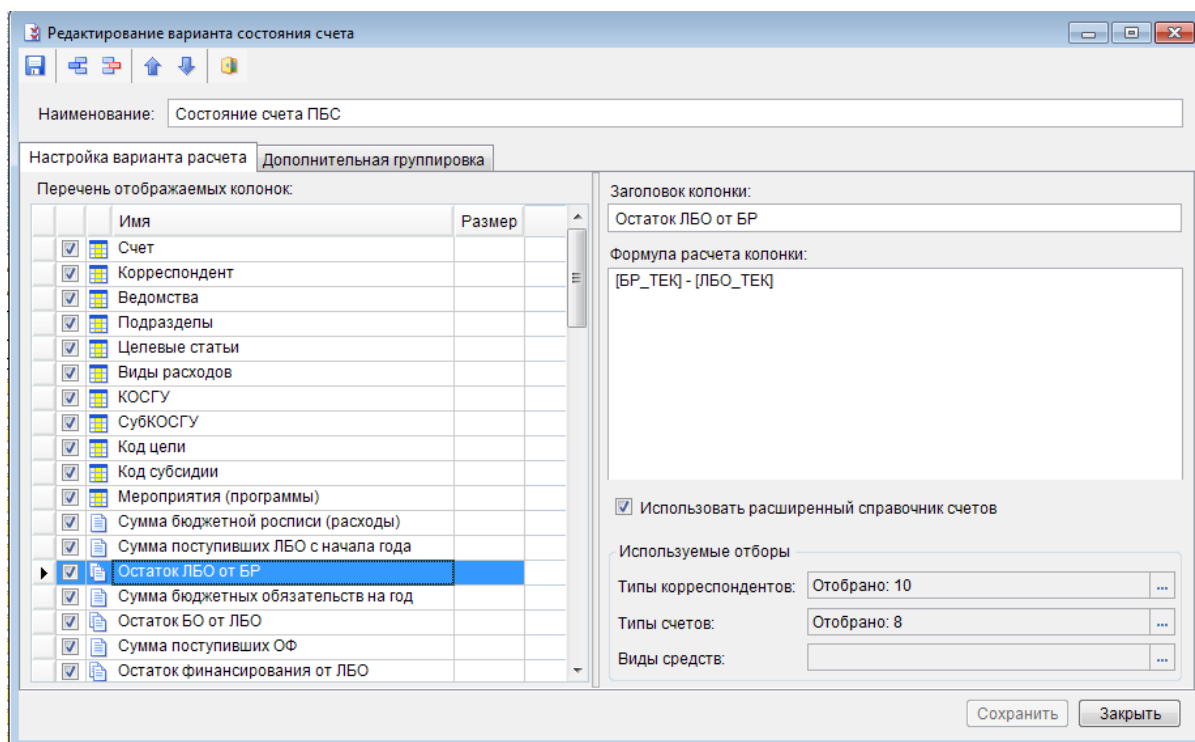 Редактирование варианта состояния счета
Наименование: Состояние счета ПБС
Настройка варианта расчета Дополнительная группировка
Перечень отображаемых колонок:
Имя Размер
Счет
Корреспондент
Ведомства
Подразделы
Целевые статьи
Виды расходов
КОСГУ
СубКОСГУ
Код цели
Код субсидии
Мероприятия (программы)
Сумма бюджетной росписи (расходы)
Сумма поступивших ЛБО с начала года
Остаток ЛБО от БР
Сумма бюджетных обязательств на год
Остаток БО от ЛБО
Сумма поступивших ОФ
Остаток финансирования от ЛБО
Заголовок колонки:
Остаток ЛБО от БР
Формула расчета колонки:
[БР_ТЕК] - [ЛБО_ТЕК]
Использовать расширенный справочник счетов
Используемые отборы
Типы корреспондентов: Отобрано: 10 ...
Типы счетов: Отобрано: 8 ...
Виды средств: ...
Сохранить Закрыть